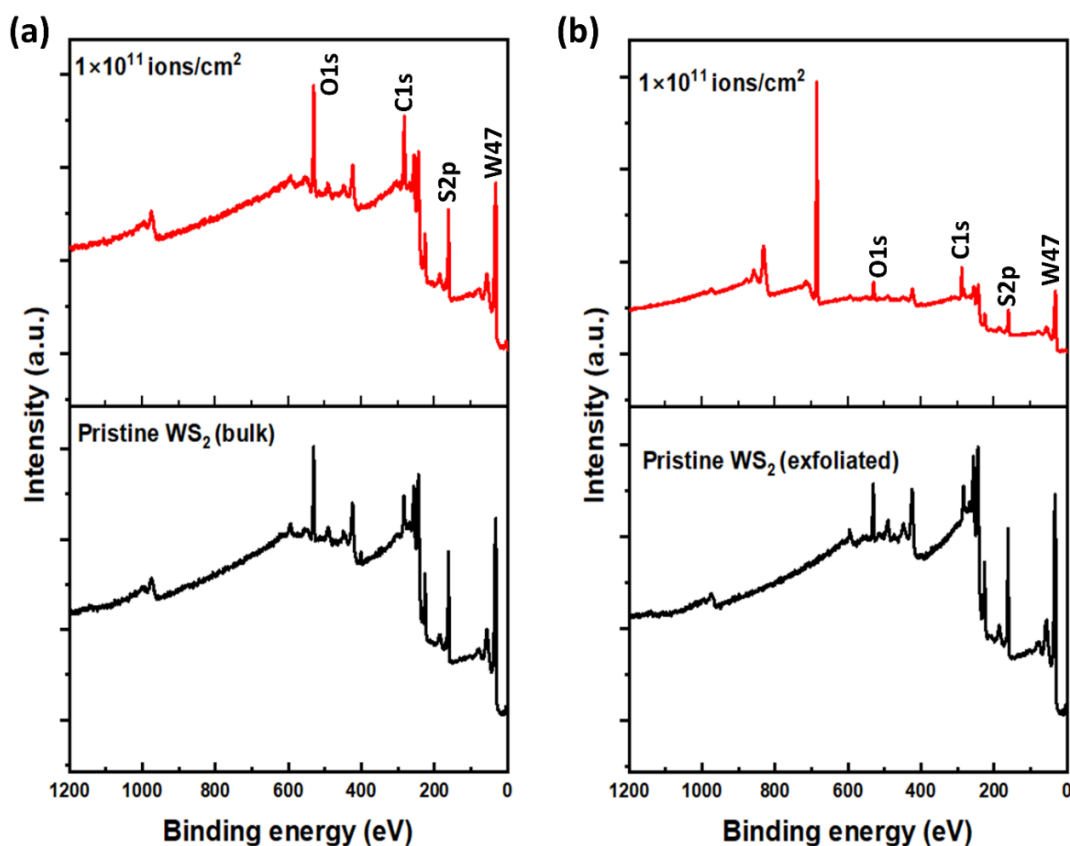 (a)
1×10¹¹ ions/cm²
O1s
C1s
S2p
W47
Pristine WS₂ (bulk)
Intensity (a.u.)
1200 1000 800 600 400 200 0
Binding energy (eV)
(b)
1×10¹¹ ions/cm²
O1s
C1s
S2p
W47
Pristine WS₂ (exfoliated)
Intensity (a.u.)
1200 1000 800 600 400 200 0
Binding energy (eV)